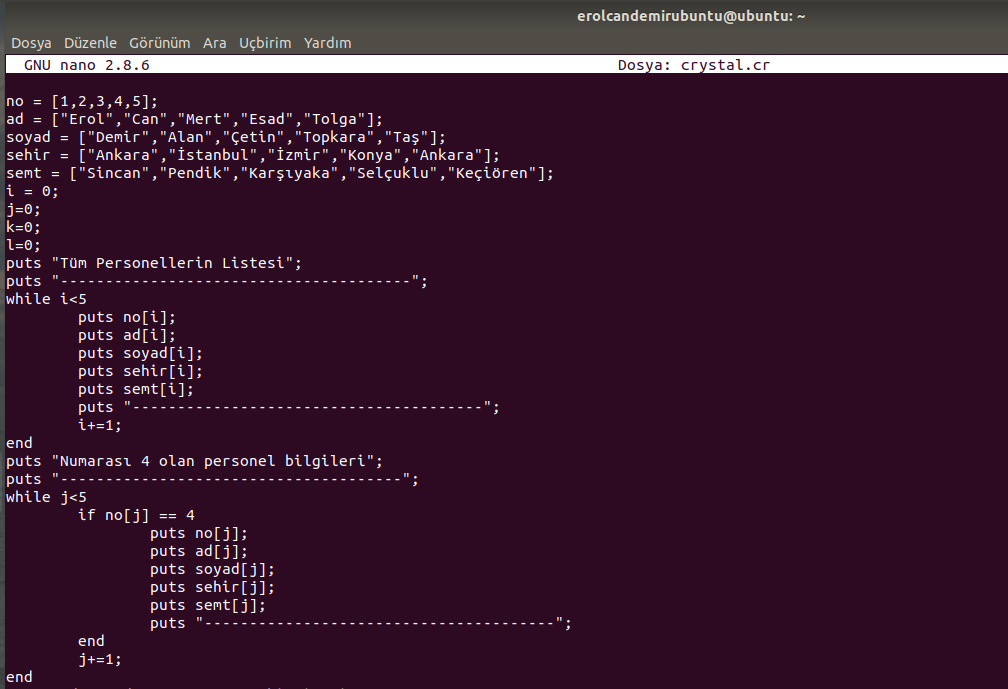 erolcandemirubuntu@ubuntu: ~
Dosya Düzenle Görünüm Ara Uçbirim Yardım
GNU nano 2.8.6 Dosya: crystal.cr
no = [1,2,3,4,5];
ad = ["Erol","Can","Mert","Esad","Tolga"];
soyad = ["Demir","Alan","Çetin","Topkara","Taş"];
sehir = ["Ankara","İstanbul","İzmir","Konya","Ankara"];
semt = ["Sincan","Pendik","Karşıyaka","Selçuklu","Keçiören"];
i = 0;
j=0;
k=0;
l=0;
puts "Tüm Personellerin Listesi";
puts "---------------------------------------";
while i<5
puts no[i];
puts ad[i];
puts soyad[i];
puts sehir[i];
puts semt[i];
puts "---------------------------------------";
i+=1;
end
puts "Numarası 4 olan personel bilgileri";
puts "--------------------------------------";
while j<5
if no[j] == 4
puts no[j];
puts ad[j];
puts soyad[j];
puts sehir[j];
puts semt[j];
puts "---------------------------------------";
end
j+=1;
end